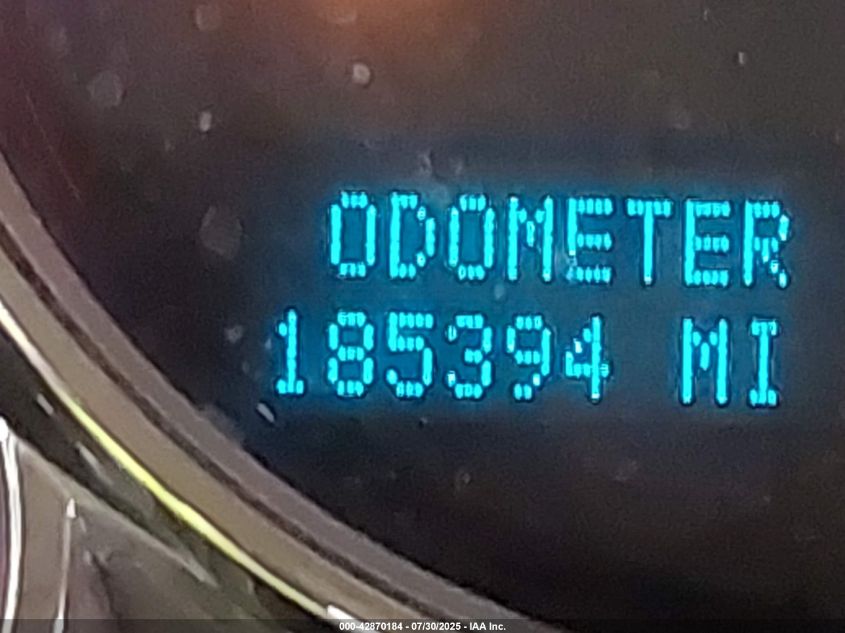 ODOMETER
185394 MI
000-42870184 - 07/30/2025 - IAA Inc.